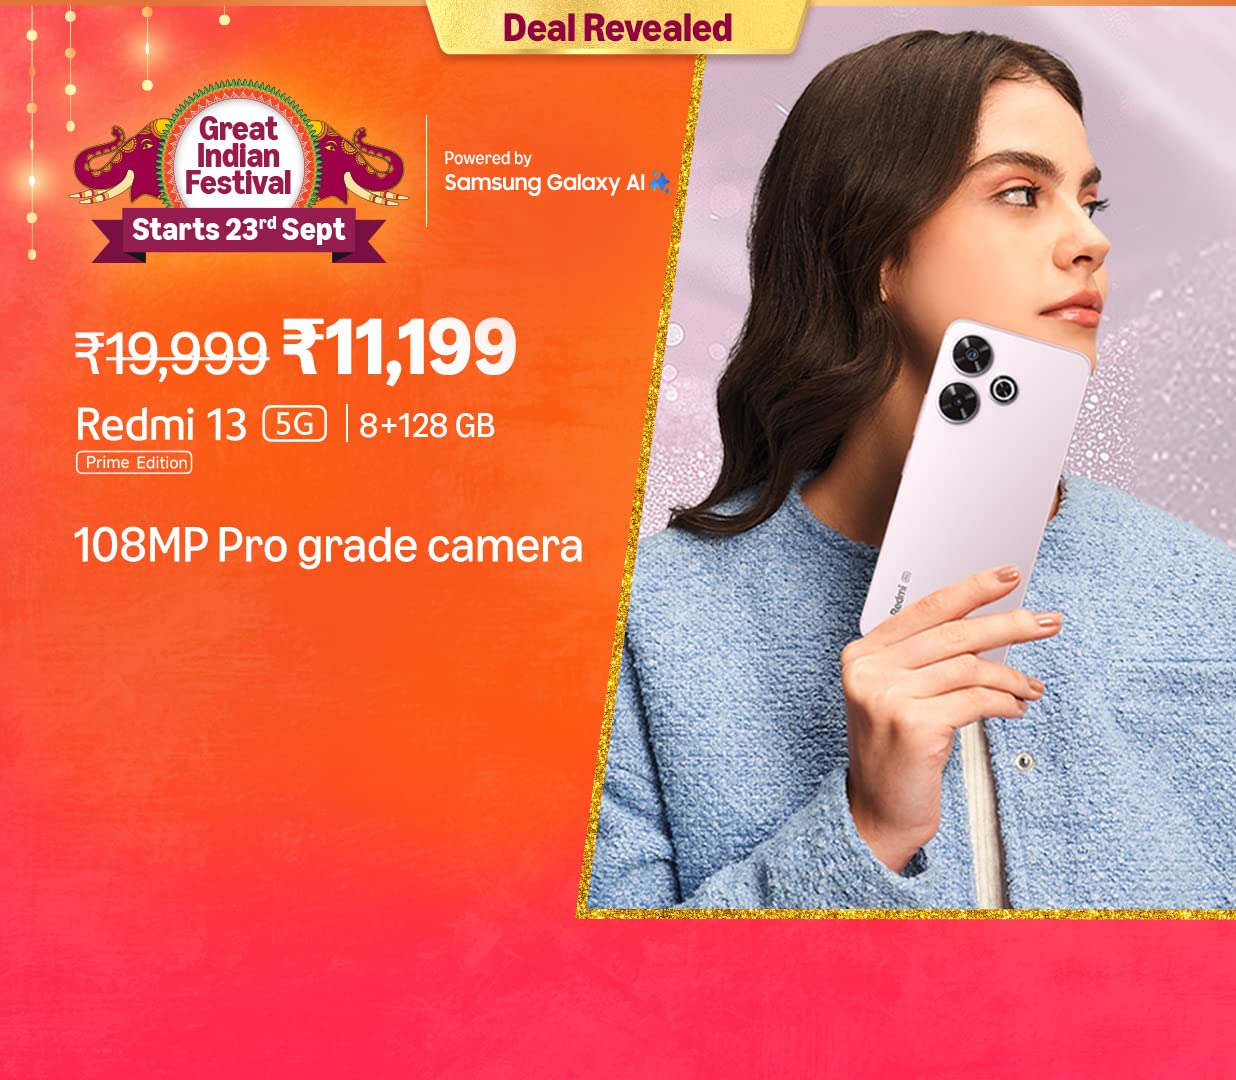 Deal Revealed
Great
Indian
Festival
Starts 23rd Sept
Powered by
Samsung Galaxy AI
₹19,999 ₹11,199
Redmi 13 5G | 8+128 GB
Prime Edition
108MP Pro grade camera
Redmi